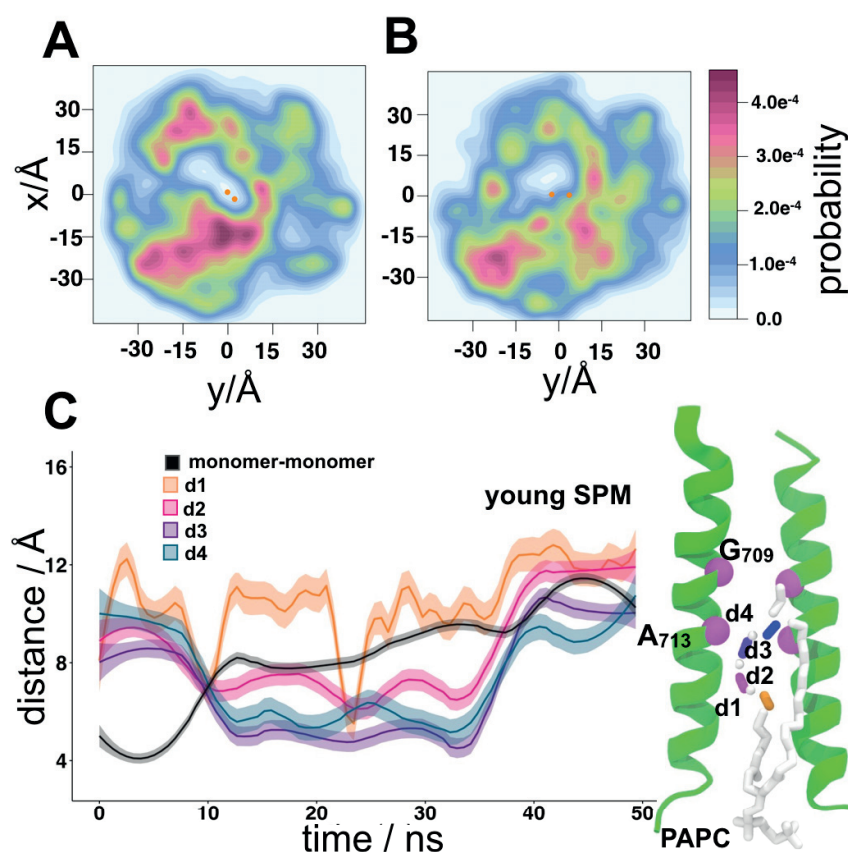 A
B
30
15
0
-15
-30
x/Å
-30 -15 0 15 30
y/Å
30
15
0
-15
-30
-30 -15 0 15 30
y/Å
4.0e-4
3.0e-4
2.0e-4
1.0e-4
0.0
probability
C
16
12
8
4
distance / Å
monomer-monomer
d1
d2
d3
d4
young SPM
0 10 20 30 40 50
time / ns
G709
A713
d4
d3
d2
d1
PAPC